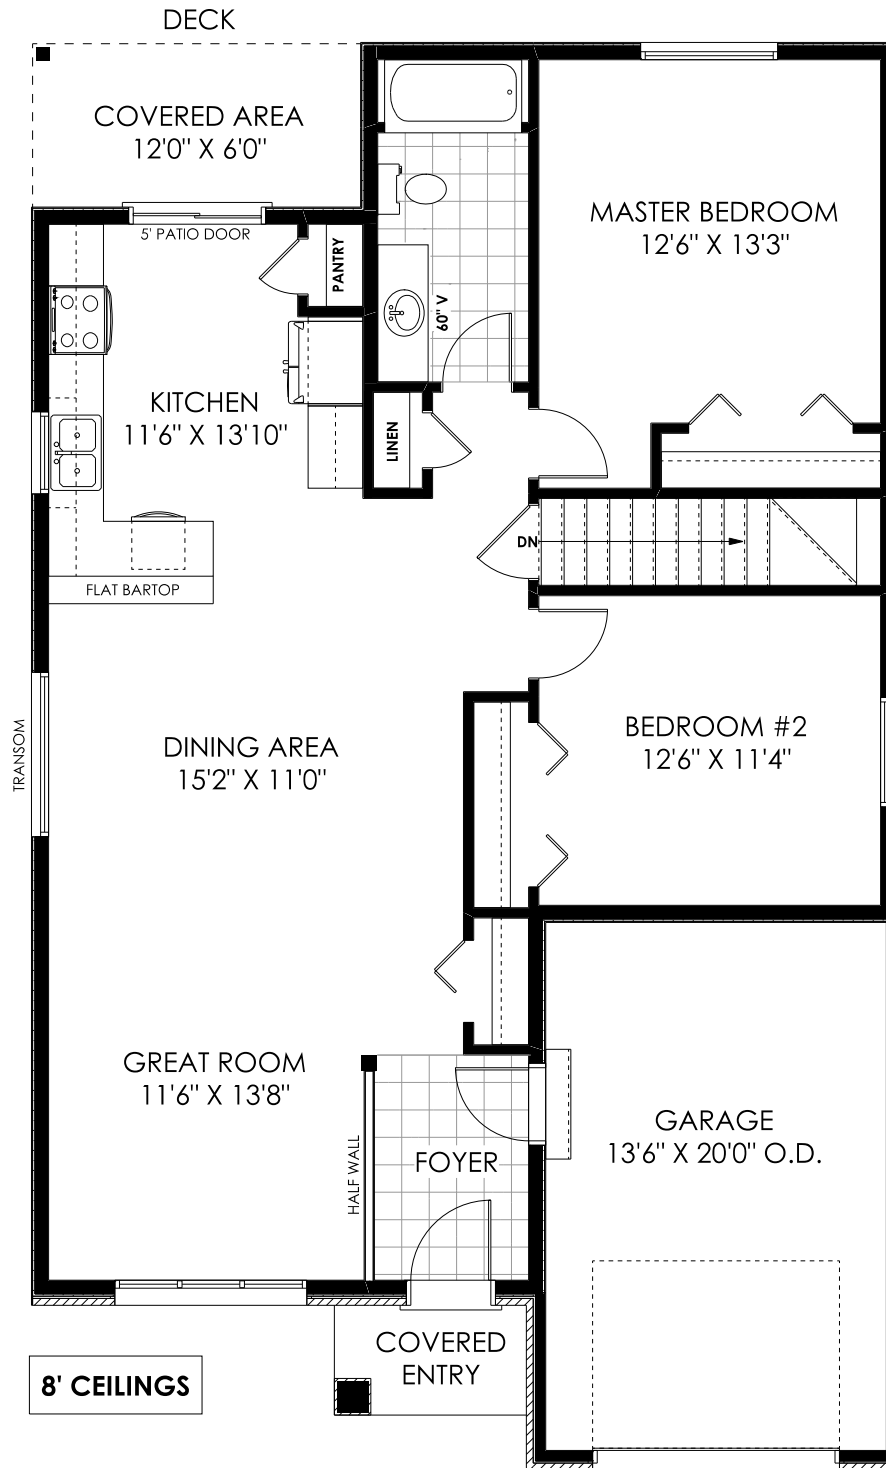 DECK
COVERED AREA
12'0" X 6'0"
5' PATIO DOOR
PANTRY
MASTER BEDROOM
12'6" X 13'3"
60" V
KITCHEN
11'6" X 13'10"
LINEN
DN
FLAT BARTOP
TRANSOM
DINING AREA
15'2" X 11'0"
BEDROOM #2
12'6" X 11'4"
GREAT ROOM
11'6" X 13'8"
HALF WALL
FOYER
GARAGE
13'6" X 20'0" O.D.
COVERED
ENTRY
8' CEILINGS